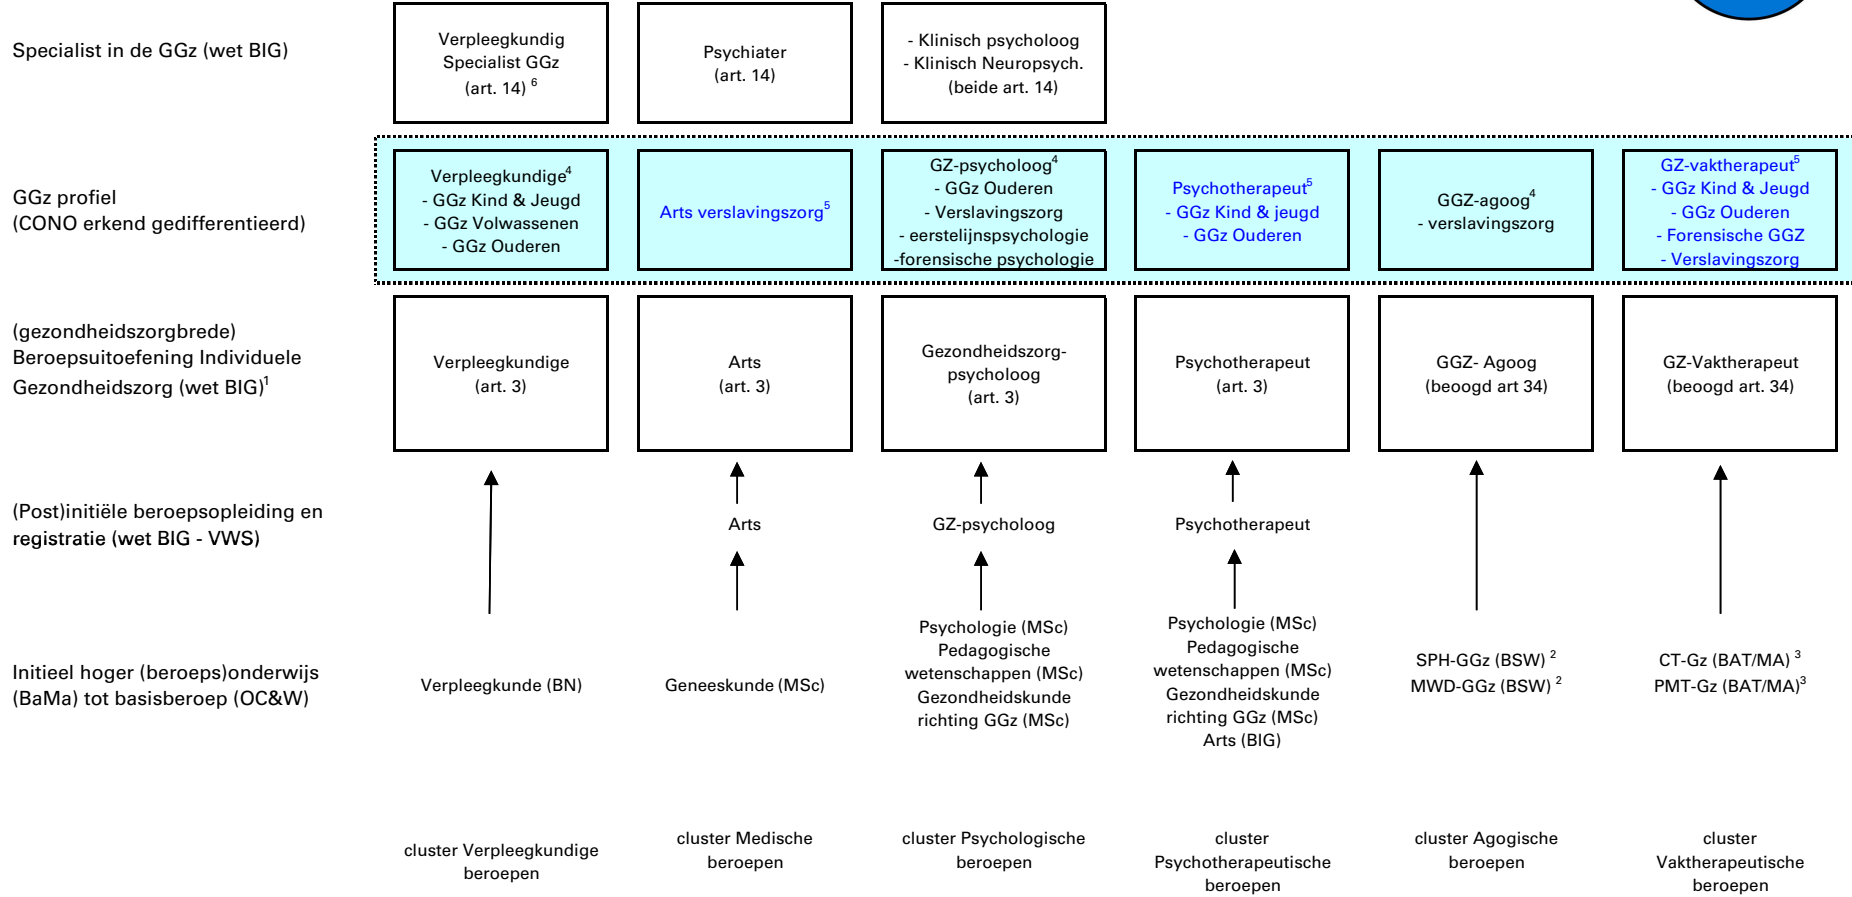 Specialist in de GGz (wet BIG)
Verpleegkundig
Specialist GGz
(art. 14) 6
Psychiater
(art. 14)
- Klinisch psycholoog
- Klinisch Neuropsych.
(beide art. 14)
GGz profiel
(CONO erkend gedifferentieerd)
Verpleegkundige4
- GGz Kind & Jeugd
- GGz Volwassenen
- GGz Ouderen
Arts verslavingszorg5
GZ-psycholoog4
- GGz Ouderen
- Verslavingszorg
- eerstelijnspsychologie
-forensische psychologie
Psychotherapeut5
- GGz Kind & jeugd
- GGz Ouderen
GGZ-agoog4
- verslavingszorg
GZ-vaktherapeut5
- GGz Kind & Jeugd
- GGz Ouderen
- Forensische GGZ
- Verslavingszorg
(gezondheidszorgbrede)
Beroepsuitoefening Individuele
Gezondheidszorg (wet BIG)1
Verpleegkundige
(art. 3)
Arts
(art. 3)
Gezondheidszorg-
psycholoog
(art. 3)
Psychotherapeut
(art. 3)
GGZ- Agoog
(beoogd art 34)
GZ-Vaktherapeut
(beoogd art. 34)
(Post)initiële beroepsopleiding en
registratie (wet BIG - VWS)
Arts
GZ-psycholoog
Psychotherapeut
Initieel hoger (beroeps)onderwijs
(BaMa) tot basisberoep (OC&W)
Verpleegkunde (BN)
Geneeskunde (MSc)
Psychologie (MSc)
Pedagogische
wetenschappen (MSc)
Gezondheidskunde
richting GGz (MSc)
Psychologie (MSc)
Pedagogische
wetenschappen (MSc)
Gezondheidskunde
richting GGz (MSc)
Arts (BIG)
SPH-GGz (BSW) 2
MWD-GGz (BSW) 2
CT-Gz (BAT/MA) 3
PMT-Gz (BAT/MA)3
cluster Verpleegkundige
beroepen
cluster Medische
beroepen
cluster Psychologische
beroepen
cluster
Psychotherapeutische
beroepen
cluster Agogische
beroepen
cluster
Vaktherapeutische
beroepen